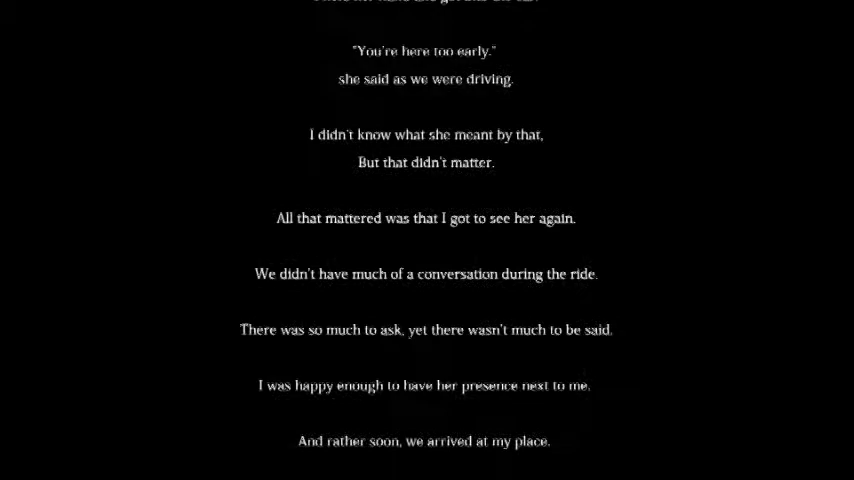 "You're here too early."
she said as we were driving.
I didn't know what she meant by that,
But that didn't matter.
All that mattered was that I got to see her again.
We didn't have much of a conversation during the ride.
There was so much to ask, yet there wasn't much to be said.
I was happy enough to have her presence next to me.
And rather soon, we arrived at my place.